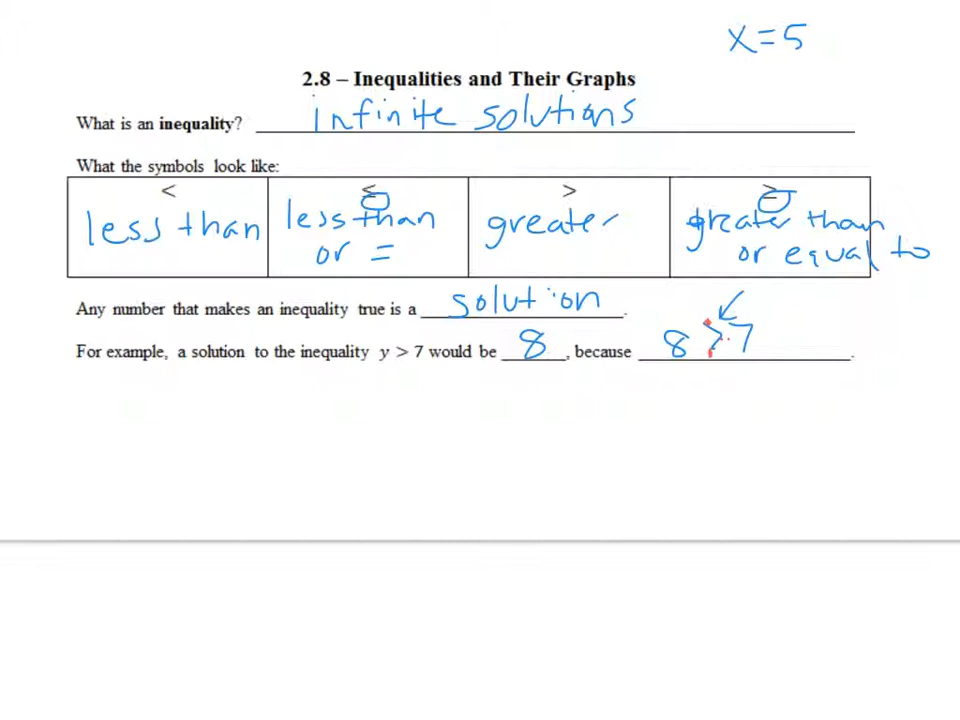 x=5
2.8 – Inequalities and Their Graphs
What is an inequality? infinite solutions
What the symbols look like:
< ≤ > ≥
less than less than greater greater than
or = or equal to
Any number that makes an inequality true is a solution.
For example, a solution to the inequality y > 7 would be 8, because 8 > 7.